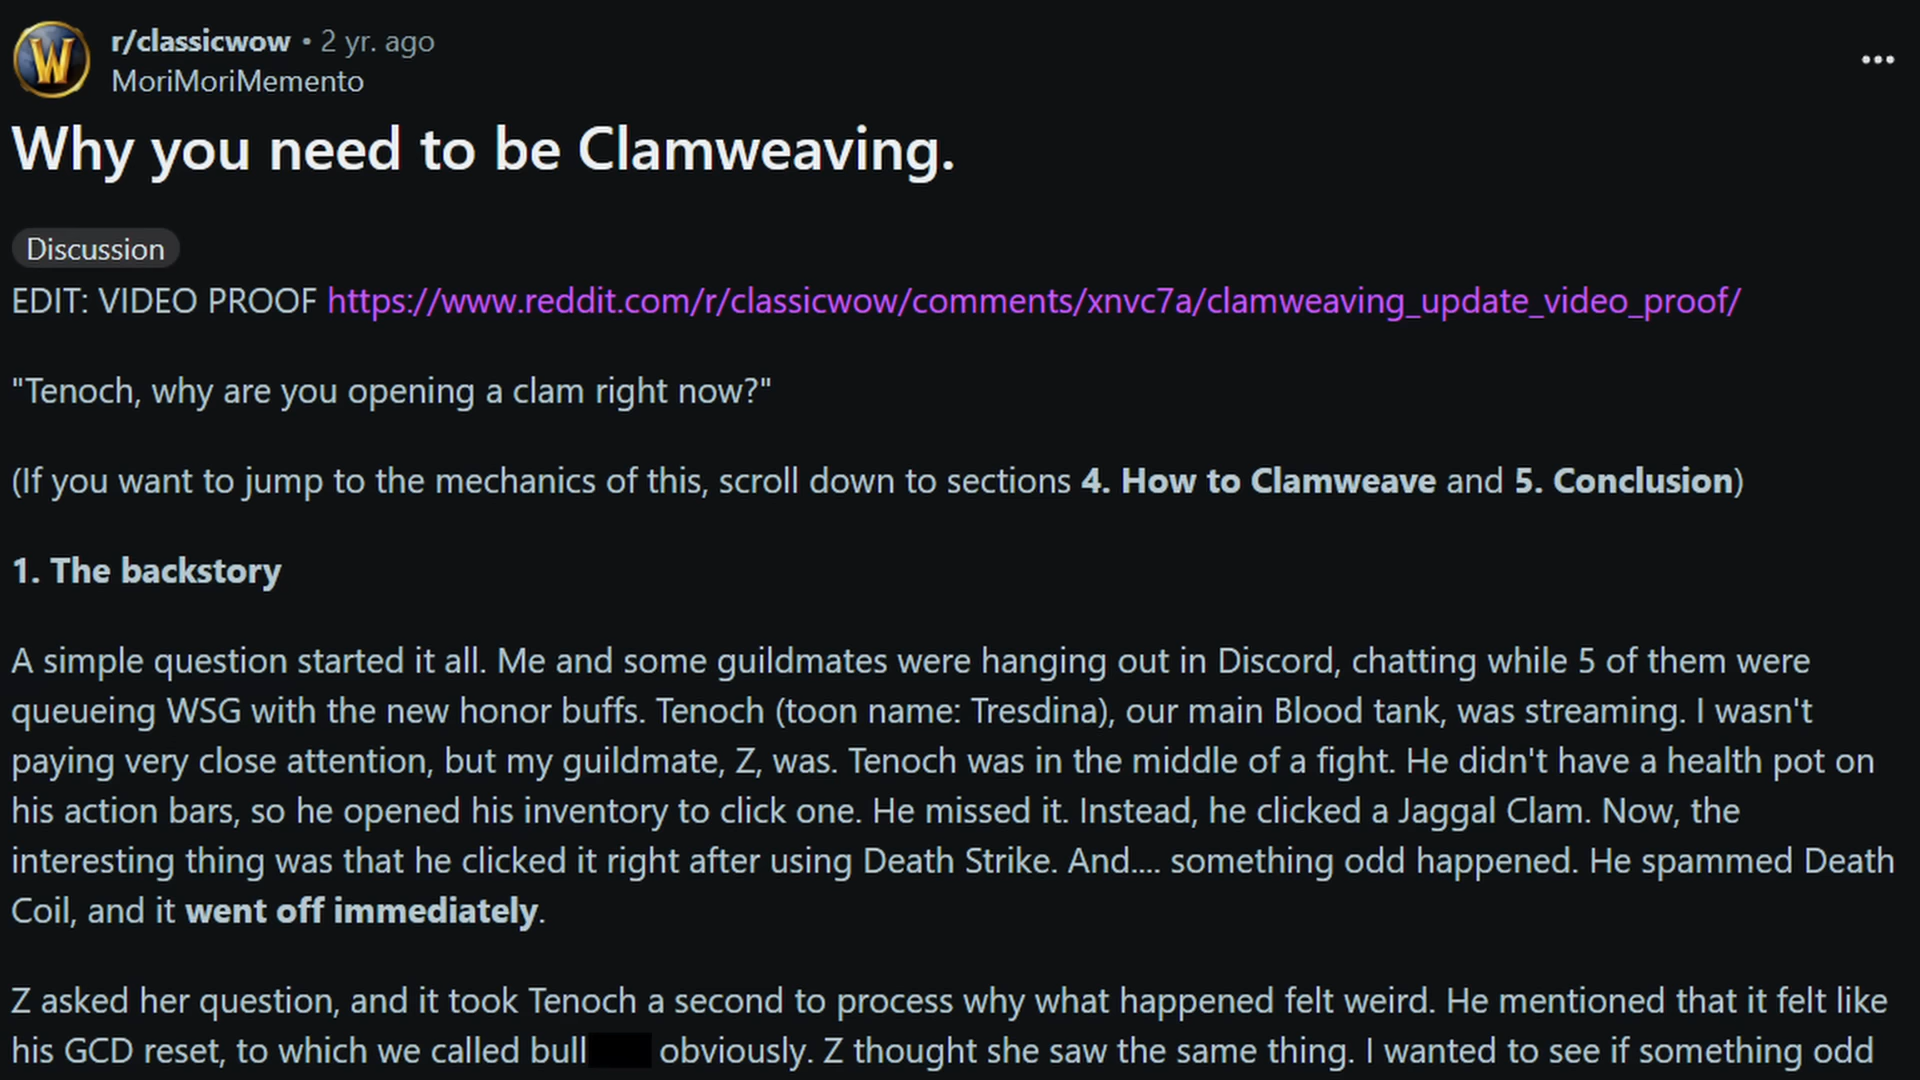 W
r/classicwow • 2 yr. ago
MoriMoriMemento
Why you need to be Clamweaving.
Discussion
EDIT: VIDEO PROOF https://www.reddit.com/r/classicwow/comments/xnvc7a/clamweaving_update_video_proof/
"Tenoch, why are you opening a clam right now?"
(If you want to jump to the mechanics of this, scroll down to sections 4. How to Clamweave and 5. Conclusion)
1. The backstory
A simple question started it all. Me and some guildmates were hanging out in Discord, chatting while 5 of them were
queueing WSG with the new honor buffs. Tenoch (toon name: Tresdina), our main Blood tank, was streaming. I wasn't
paying very close attention, but my guildmate, Z, was. Tenoch was in the middle of a fight. He didn't have a health pot on
his action bars, so he opened his inventory to click one. He missed it. Instead, he clicked a Jaggal Clam. Now, the
interesting thing was that he clicked it right after using Death Strike. And.... something odd happened. He spammed Death
Coil, and it went off immediately.
Z asked her question, and it took Tenoch a second to process why what happened felt weird. He mentioned that it felt like
his GCD reset, to which we called bull obviously. Z thought she saw the same thing. I wanted to see if something odd